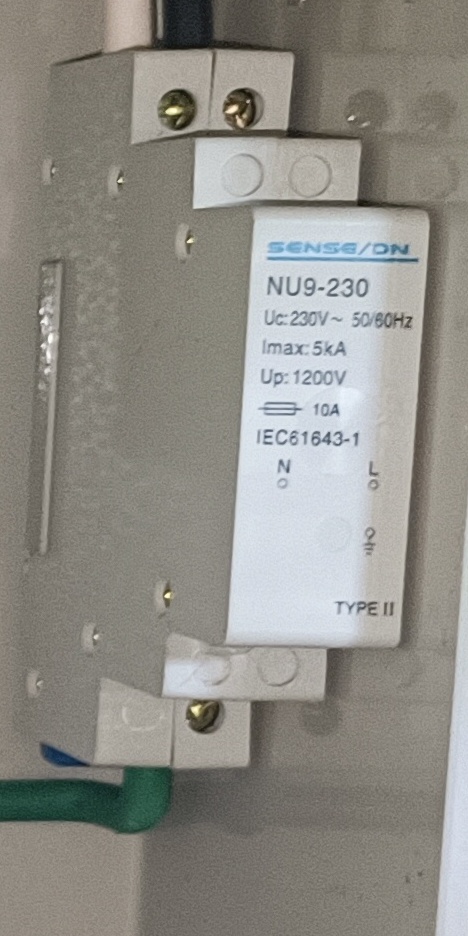 SENSE/ON
NU9-230
Uc:230V~ 50/60Hz
Imax:5kA
Up:1200V
10A
IEC61643-1
N L
TYPE II